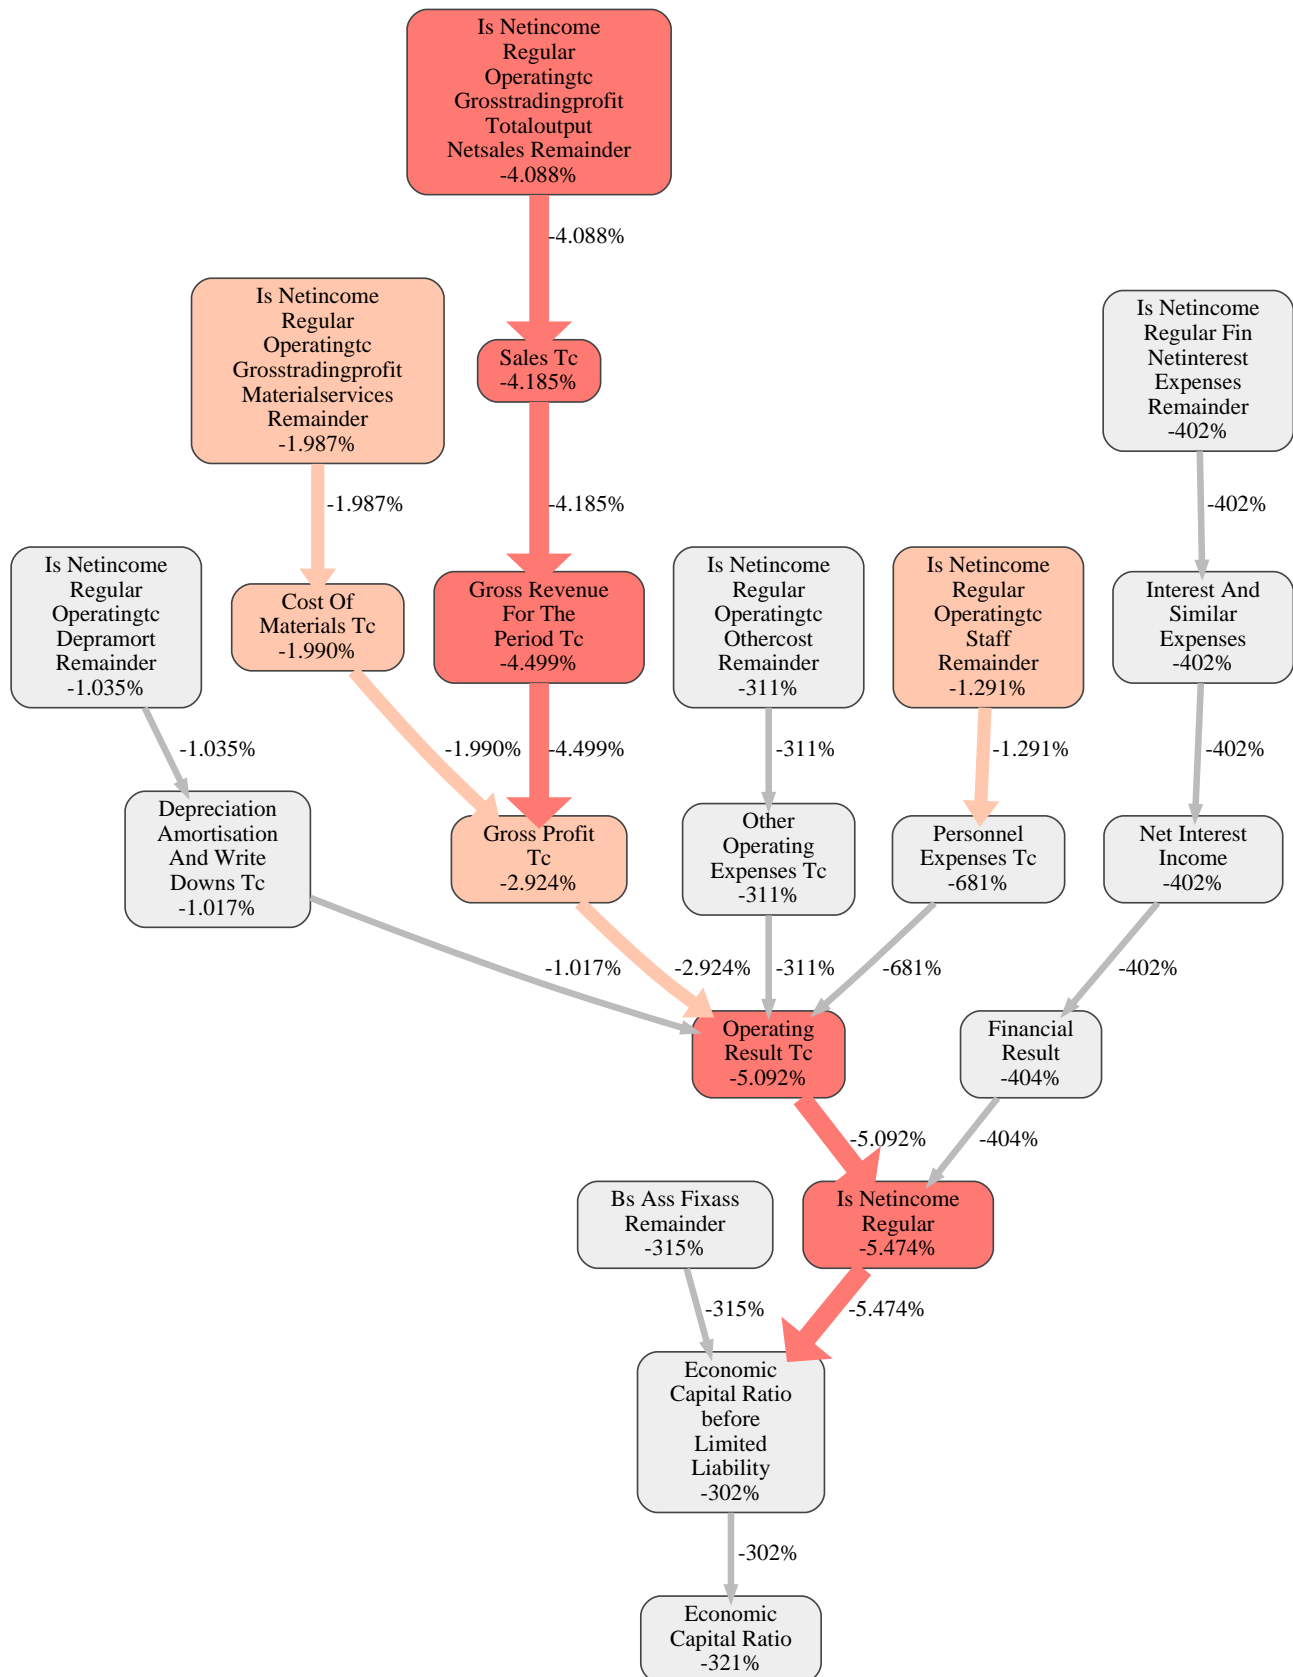 Is Netincome
Regular
Operatingtc
Grosstradingprofit
Totaloutput
Netsales Remainder
-4.088%
-4.088%
Is Netincome
Regular
Operatingtc
Grosstradingprofit
Materialservices
Remainder
-1.987%
Is Netincome
Regular Fin
Netinterest
Expenses
Remainder
-402%
Sales Tc
-4.185%
-1.987%
-4.185%
-402%
Is Netincome
Regular
Operatingtc
Depramort
Remainder
-1.035%
Cost Of
Materials Tc
-1.990%
Gross Revenue
For The
Period Tc
-4.499%
Is Netincome
Regular
Operatingtc
Othercost
Remainder
-311%
Is Netincome
Regular
Operatingtc
Staff
Remainder
-1.291%
Interest And
Similar
Expenses
-402%
-1.035%
-1.990%
-4.499%
-311%
-1.291%
-402%
Depreciation
Amortisation
And Write
Downs Tc
-1.017%
Gross Profit
Tc
-2.924%
Other
Operating
Expenses Tc
-311%
Personnel
Expenses Tc
-681%
Net Interest
Income
-402%
-1.017%
-2.924%
-311%
-681%
-402%
Operating
Result Tc
-5.092%
Financial
Result
-404%
-5.092%
-404%
Bs Ass Fixass
Remainder
-315%
Is Netincome
Regular
-5.474%
-315%
-5.474%
Economic
Capital Ratio
before
Limited
Liability
-302%
-302%
Economic
Capital Ratio
-321%